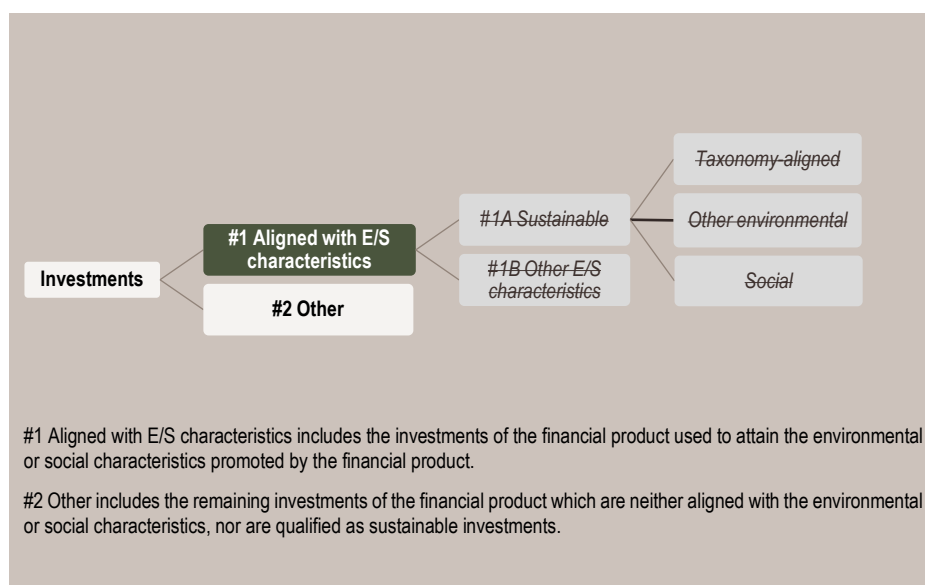 Taxonomy-aligned
#1A Sustainable
Other environmental
#1 Aligned with E/S
characteristics
#1B Other E/S
characteristics
Social
Investments
#2 Other
#1 Aligned with E/S characteristics includes the investments of the financial product used to attain the environmental
or social characteristics promoted by the financial product.
#2 Other includes the remaining investments of the financial product which are neither aligned with the environmental
or social characteristics, nor are qualified as sustainable investments.